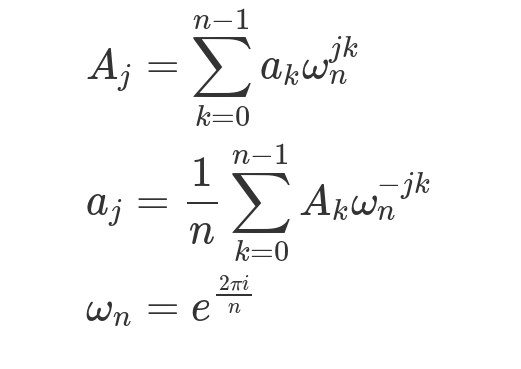 A_j = \sum_{k=0}^{n-1} a_k \omega_n^{jk}
a_j = \frac{1}{n} \sum_{k=0}^{n-1} A_k \omega_n^{-jk}
\omega_n = e^{\frac{2\pi i}{n}}